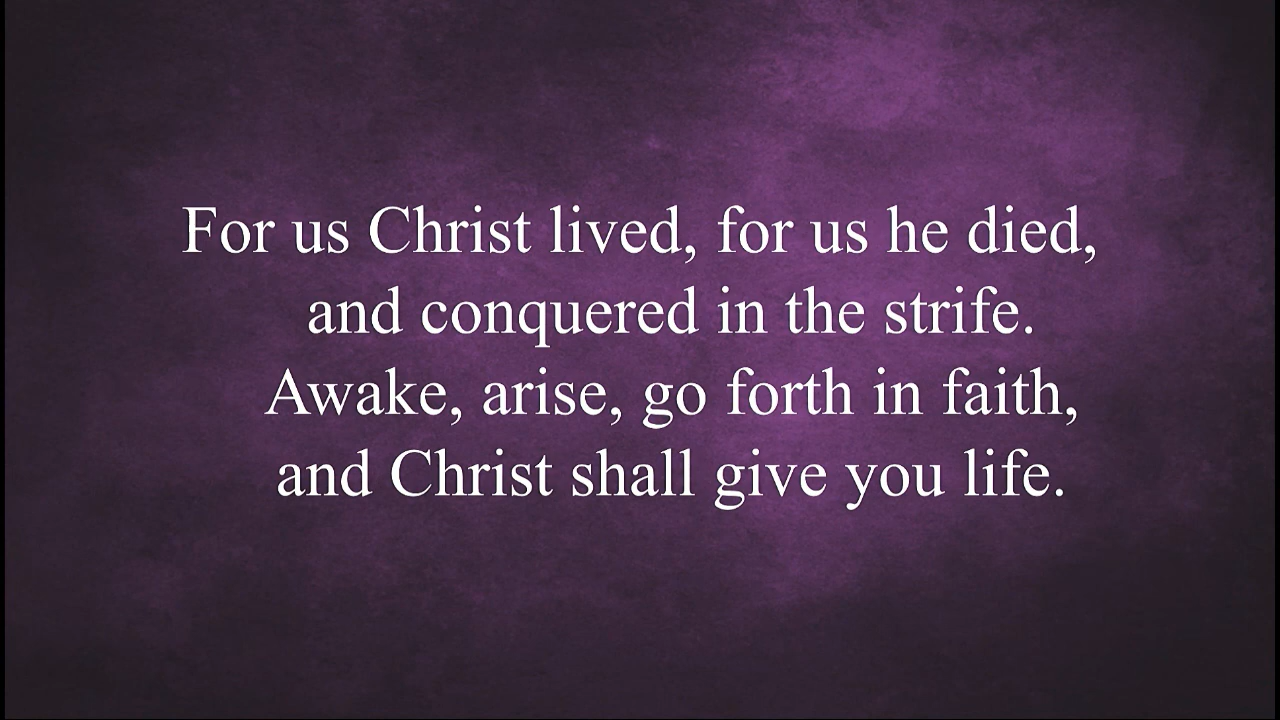 For us Christ lived, for us he died,
and conquered in the strife.
Awake, arise, go forth in faith,
and Christ shall give you life.